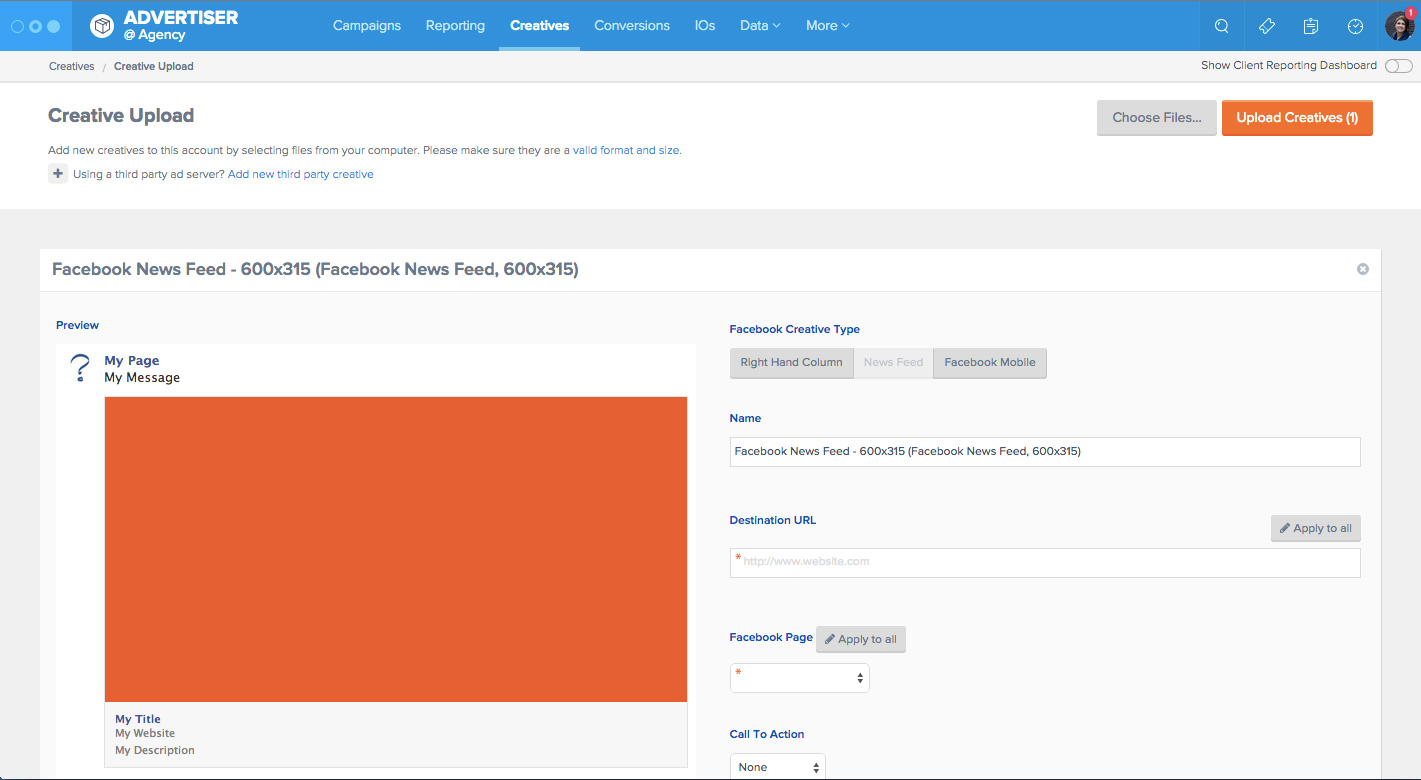 ADVERTISER
@ Agency
Campaigns Reporting Creatives Conversions IOs Data More
1
Creatives / Creative Upload
Show Client Reporting Dashboard
Creative Upload
Choose Files... Upload Creatives (1)
Add new creatives to this account by selecting files from your computer. Please make sure they are a valid format and size.
+ Using a third party ad server? Add new third party creative
Facebook News Feed - 600x315 (Facebook News Feed, 600x315)
Preview
? My Page
My Message
My Title
My Website
My Description
Facebook Creative Type
Right Hand Column News Feed Facebook Mobile
Name
Facebook News Feed - 600x315 (Facebook News Feed, 600x315)
Destination URL
Apply to all
* http://www.website.com
Facebook Page Apply to all
*
Call To Action
None